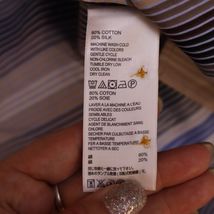 80% COTTON
20% SILK
MACHINE WASH COLD
WITH LIKE COLORS
GENTLE CYCLE
NON-CHLORINE BLEACH
TUMBLE DRY LOW
COOL IRON
DRY CLEAN
80% COTON
20% SOIE
LAVER A LA MACHINE A L'EAU
FROIDE AVEC COULEURS
SEMBLABLES
CYCLE DELICAT
AGENT DE BLANCHIMENT SANS
CHLORE
SECHER PAR CULBUTAGE A BASSE
TEMPERATURE
FER A BASSE TEMPERATURE
NETTOYER A SEC
綿 80%
絹 20%